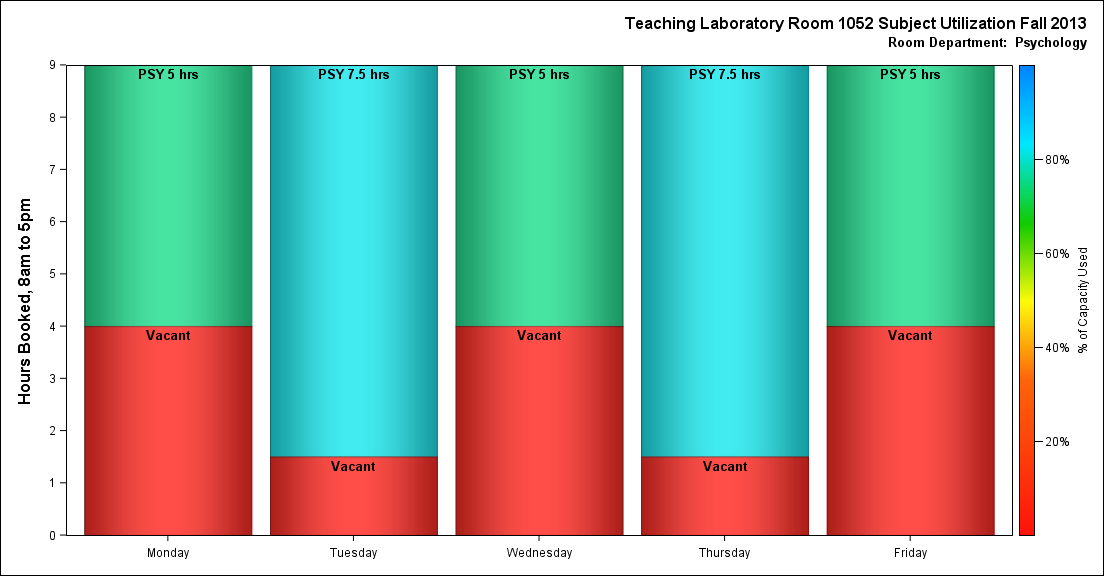 Teaching Laboratory Room 1052 Subject Utilization Fall 2013
Room Department: Psychology
Hours Booked, 8am to 5pm
9
8
7
6
5
4
3
2
1
0
PSY 5 hrs
PSY 7.5 hrs
PSY 5 hrs
PSY 7.5 hrs
PSY 5 hrs
Vacant
Vacant
Vacant
Vacant
Vacant
Monday
Tuesday
Wednesday
Thursday
Friday
80%
60%
40%
20%
% of Capacity Used